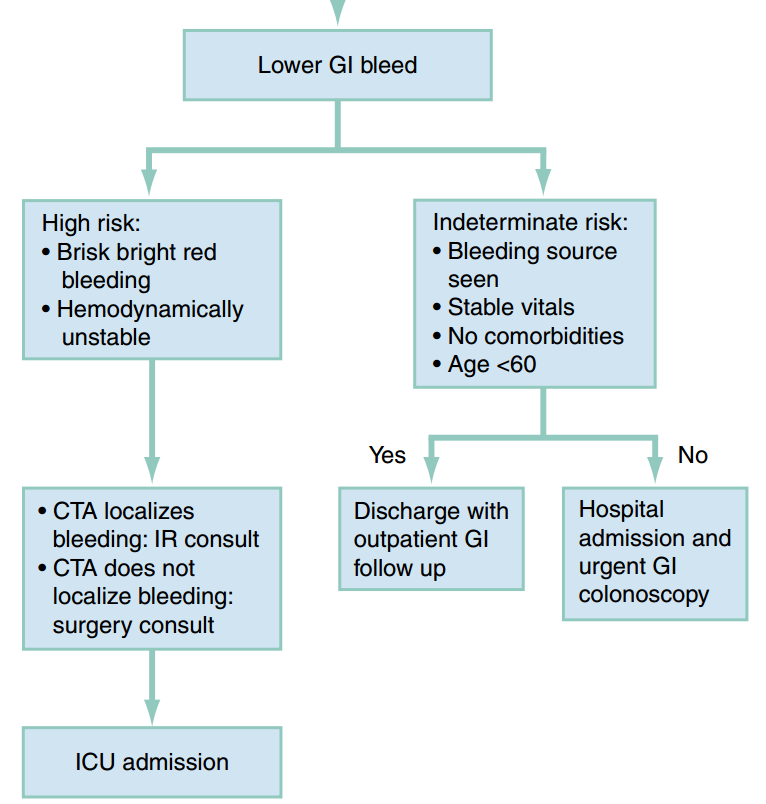 Lower GI bleed
High risk:
• Brisk bright red
bleeding
• Hemodynamically
unstable
Indeterminate risk:
• Bleeding source
seen
• Stable vitals
• No comorbidities
• Age <60
Yes
No
• CTA localizes
bleeding: IR consult
• CTA does not
localize bleeding:
surgery consult
Discharge with
outpatient GI
follow up
Hospital
admission and
urgent GI
colonoscopy
ICU admission